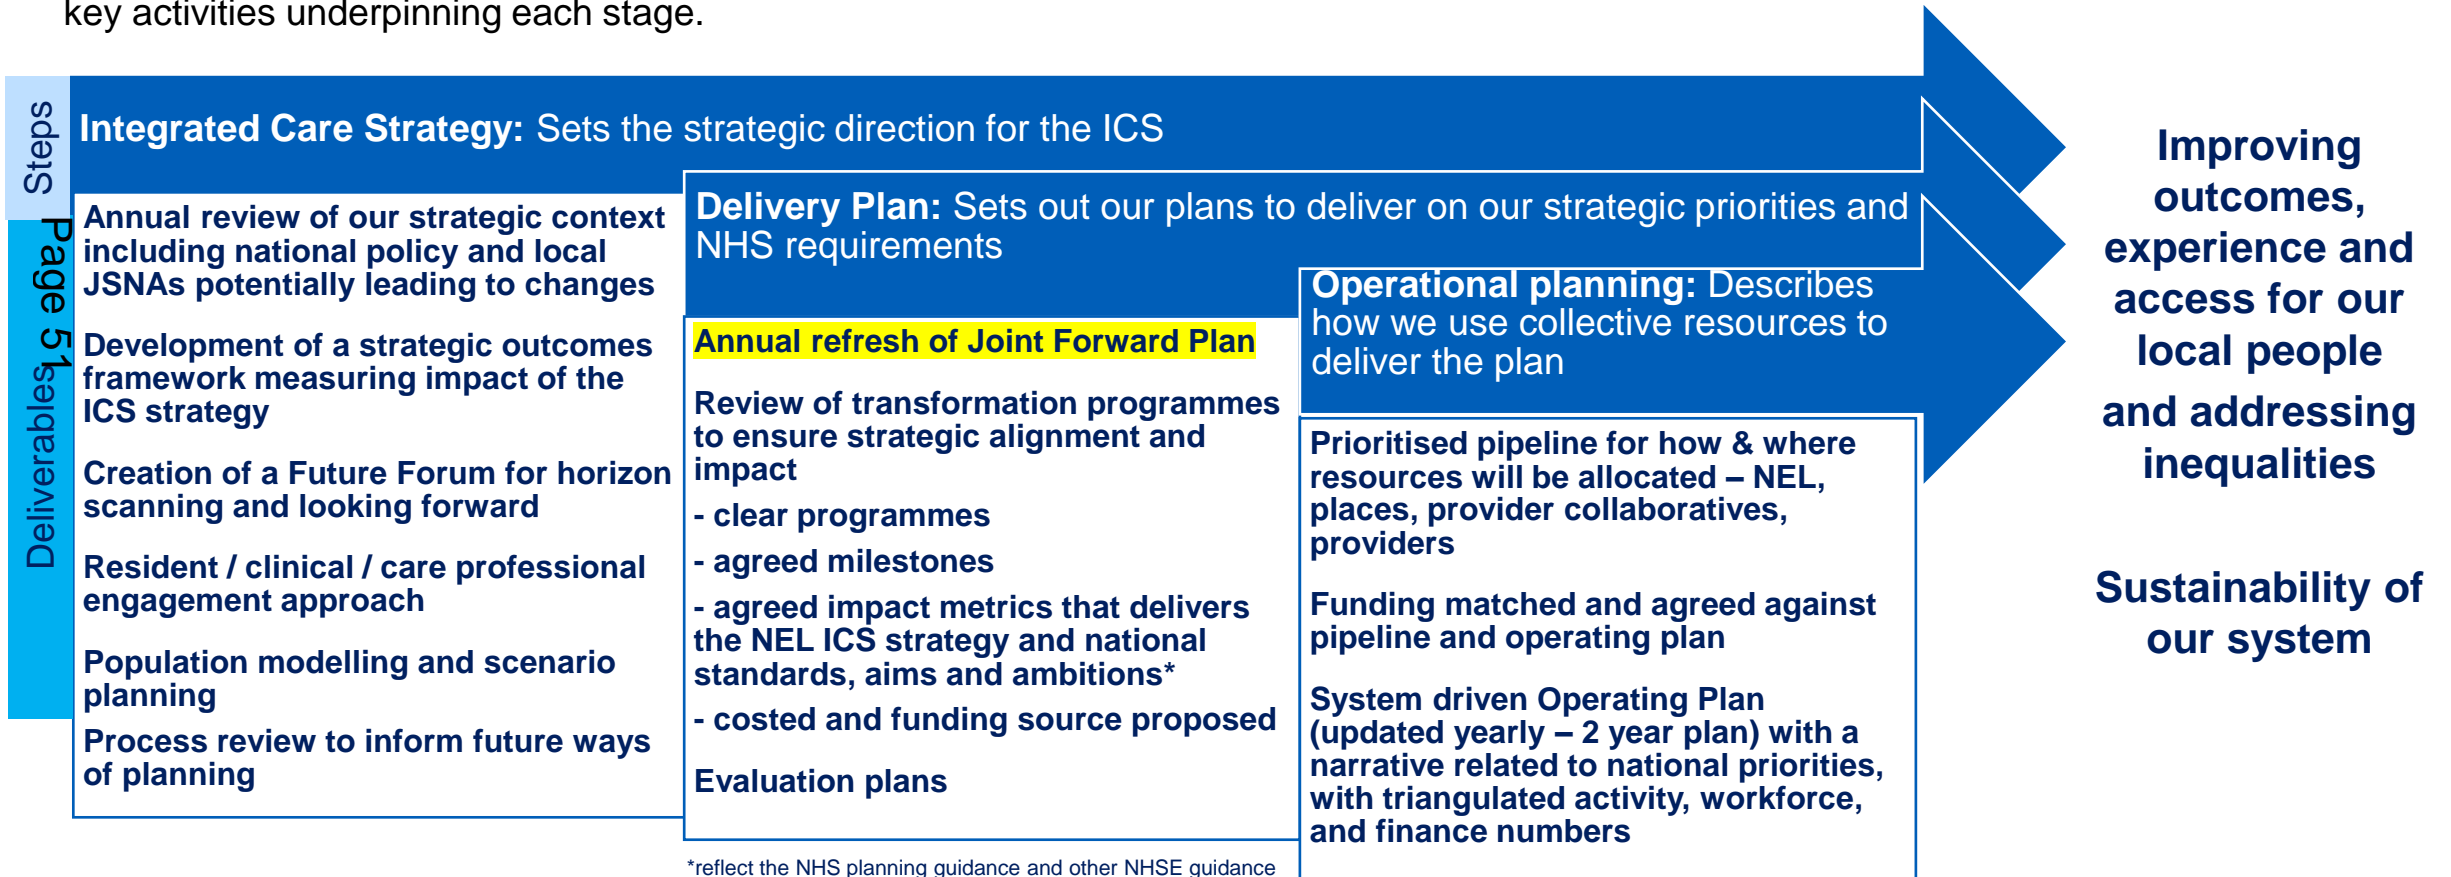 key activities underpinning each stage.
Steps
Integrated Care Strategy: Sets the strategic direction for the ICS
Page 51
Deliverables
Annual review of our strategic context
including national policy and local
JSNAs potentially leading to changes
Development of a strategic outcomes
framework measuring impact of the
ICS strategy
Creation of a Future Forum for horizon
scanning and looking forward
Resident / clinical / care professional
engagement approach
Population modelling and scenario
planning
Process review to inform future ways
of planning
Delivery Plan: Sets out our plans to deliver on our strategic priorities and
NHS requirements
Annual refresh of Joint Forward Plan
Review of transformation programmes
to ensure strategic alignment and
impact
- clear programmes
- agreed milestones
- agreed impact metrics that delivers
the NEL ICS strategy and national
standards, aims and ambitions*
- costed and funding source proposed
Evaluation plans
*reflect the NHS planning guidance and other NHSE guidance
Operational planning: Describes
how we use collective resources to
deliver the plan
Prioritised pipeline for how & where
resources will be allocated – NEL,
places, provider collaboratives,
providers
Funding matched and agreed against
pipeline and operating plan
System driven Operating Plan
(updated yearly – 2 year plan) with a
narrative related to national priorities,
with triangulated activity, workforce,
and finance numbers
Improving
outcomes,
experience and
access for our
local people
and addressing
inequalities
Sustainability of
our system